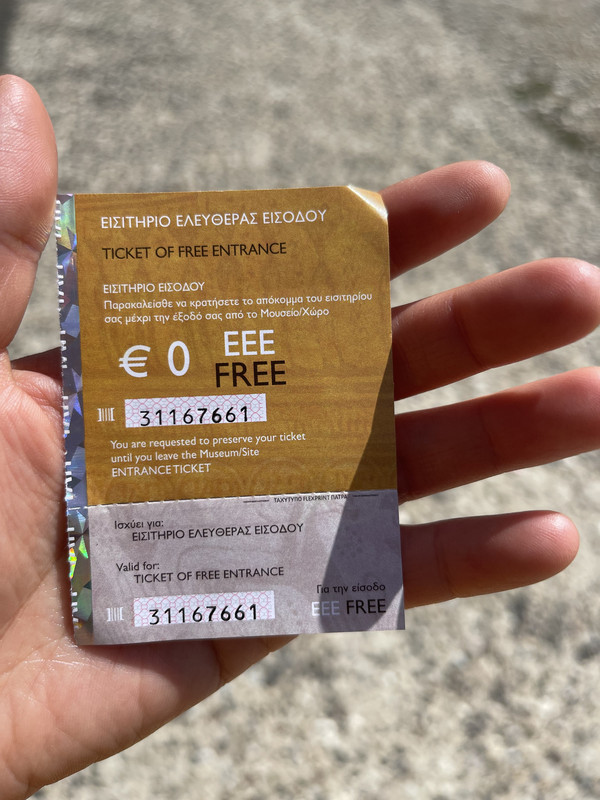 ΕΙΣΙΤΗΡΙΟ ΕΛΕΥΘΕΡΑΣ ΕΙΣΟΔΟΥ
TICKET OF FREE ENTRANCE
ΕΙΣΙΤΗΡΙΟ ΕΙΣΟΔΟΥ
Παρακαλείσθε να κρατήσετε το απόκομμα του εισιτηρίου
σας μέχρι την έξοδό σας από το Μουσείο/Χώρο
€ 0 ΕΕΕ
FREE
31167661
You are requested to preserve your ticket
until you leave the Museum/Site
ENTRANCE TICKET
ΤΑΧΥΤΥΠΟ FLEXPRINT ΠΑΤΡΑ
Ισχύει για:
ΕΙΣΙΤΗΡΙΟ ΕΛΕΥΘΕΡΑΣ ΕΙΣΟΔΟΥ
Valid for:
TICKET OF FREE ENTRANCE
Για την είσοδο
31167661 ΕΕΕ FREE